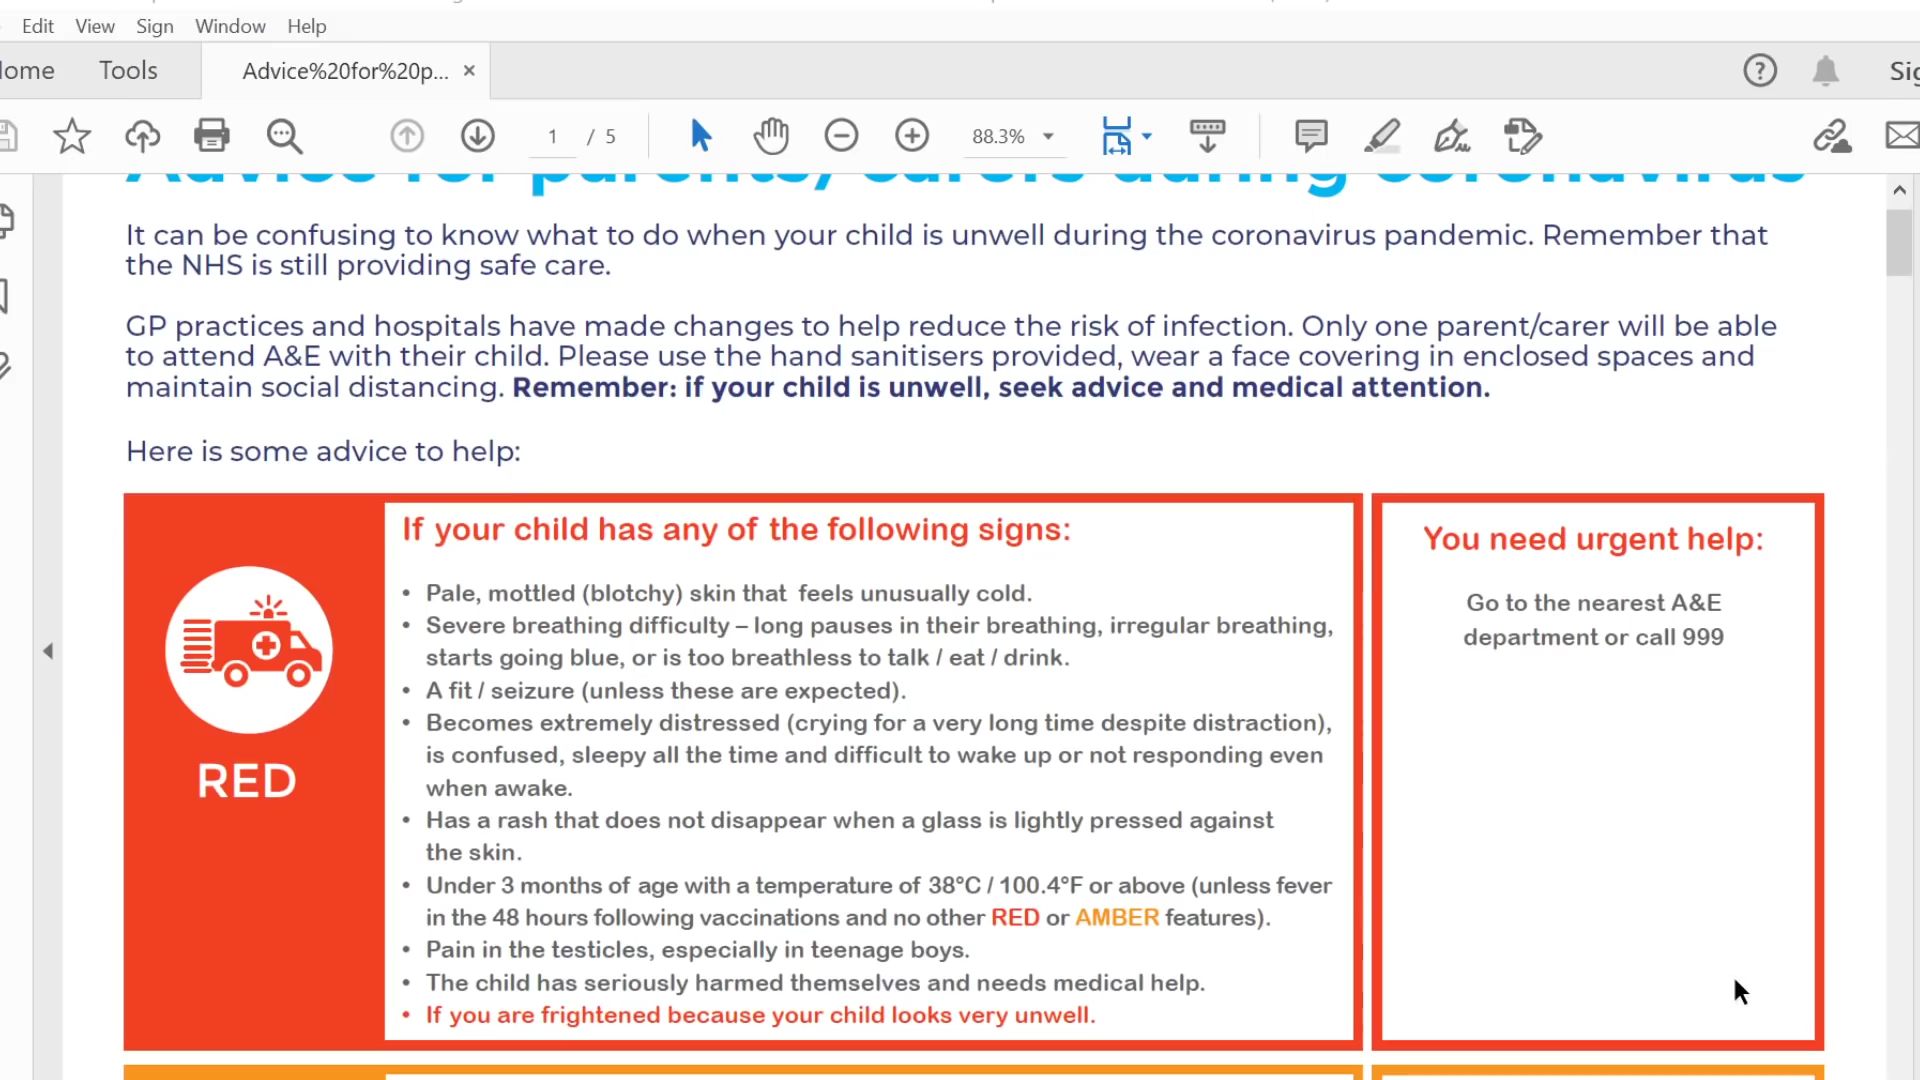 Edit View Sign Window Help
Home Tools Advice%20for%20p... ×
1 / 5 88.3%
Advice for parents/carers during coronavirus
It can be confusing to know what to do when your child is unwell during the coronavirus pandemic. Remember that
the NHS is still providing safe care.
GP practices and hospitals have made changes to help reduce the risk of infection. Only one parent/carer will be able
to attend A&E with their child. Please use the hand sanitisers provided, wear a face covering in enclosed spaces and
maintain social distancing. Remember: if your child is unwell, seek advice and medical attention.
Here is some advice to help:
RED
If your child has any of the following signs:
• Pale, mottled (blotchy) skin that feels unusually cold.
• Severe breathing difficulty – long pauses in their breathing, irregular breathing,
starts going blue, or is too breathless to talk / eat / drink.
• A fit / seizure (unless these are expected).
• Becomes extremely distressed (crying for a very long time despite distraction),
is confused, sleepy all the time and difficult to wake up or not responding even
when awake.
• Has a rash that does not disappear when a glass is lightly pressed against
the skin.
• Under 3 months of age with a temperature of 38°C / 100.4°F or above (unless fever
in the 48 hours following vaccinations and no other RED or AMBER features).
• Pain in the testicles, especially in teenage boys.
• The child has seriously harmed themselves and needs medical help.
• If you are frightened because your child looks very unwell.
You need urgent help:
Go to the nearest A&E
department or call 999